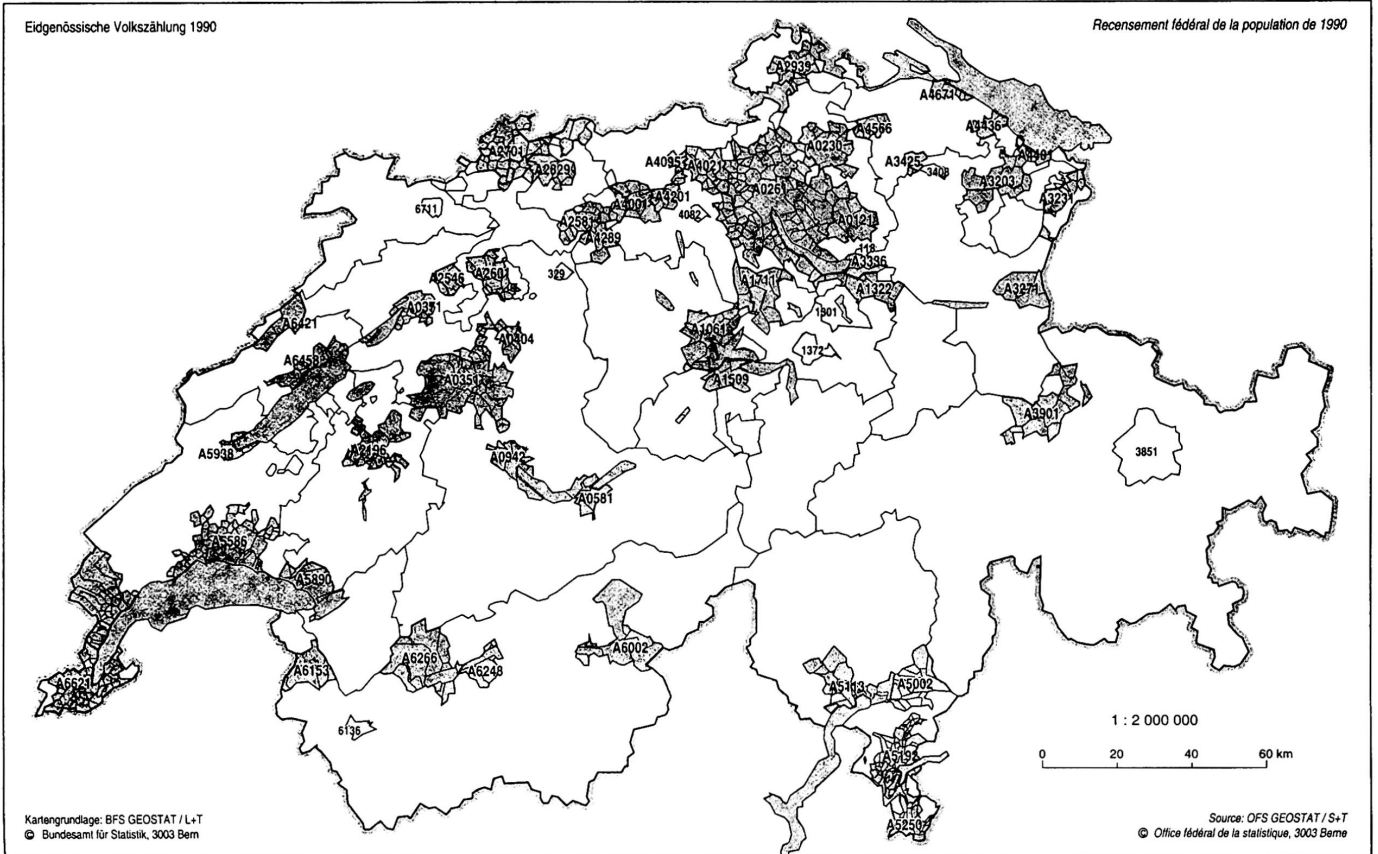 Eidgenössische Volkszählung 1990
Recensement fédéral de la population de 1990
A2939
A4671
A4436
A4566
A0230
A2701
A2829
A4095
A4021
A3425
3408
A3203
A3231
A0261
A4001
A4201
4082
6711
A2581
A4289
A0121
118
A3336
A2546
A2601
329
A1711
A1322
A3271
A0371
1301
A6421
A0404
A1061
1372
A6458
A0351
A1509
A3901
A5938
A2196
A0942
3851
A0581
A5586
A5890
A6002
A6153
A6266
A6248
A6621
A5113
A5002
6136
1 : 2 000 000
A5192
0 20 40 60 km
A5250
Kartengrundlage: BFS GEOSTAT / L+T
© Bundesamt für Statistik, 3003 Bern
Source: OFS GEOSTAT / S+T
© Office fédéral de la statistique, 3003 Berne